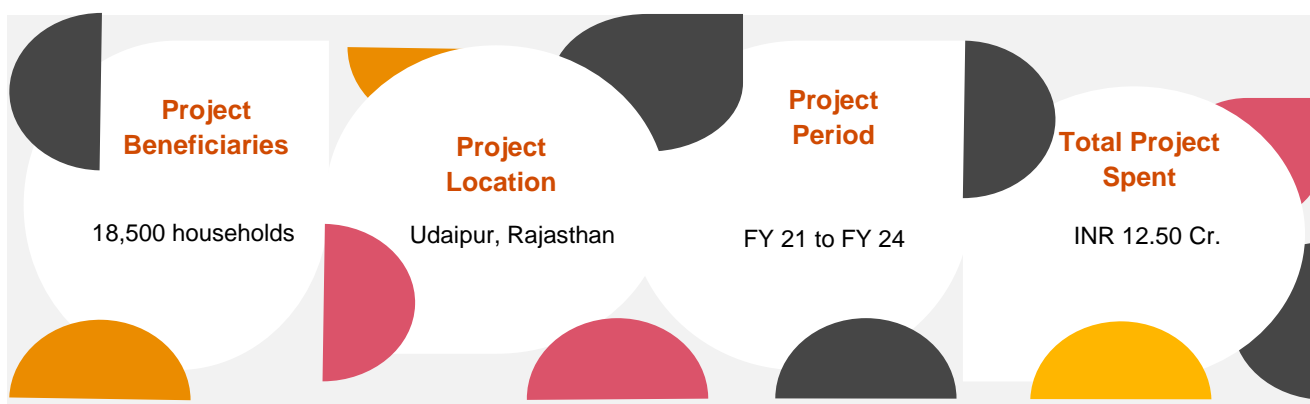 Project
Beneficiaries
18,500 households
Project
Location
Udaipur, Rajasthan
Project
Period
FY 21 to FY 24
Total Project
Spent
INR 12.50 Cr.